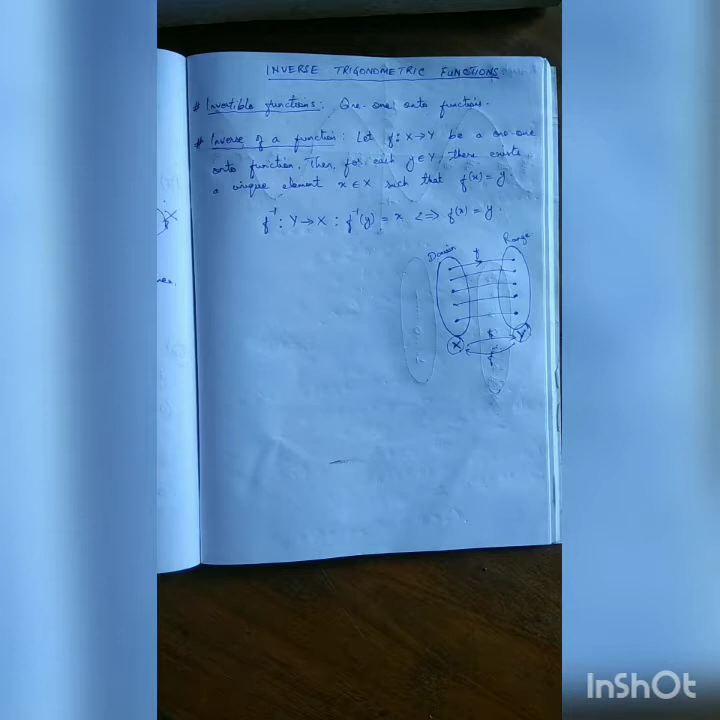 INVERSE TRIGONOMETRIC FUNCTIONS
# Invertible functions: One-one, onto functions.
# Inverse of a function: Let f: X→Y be a one-one
onto function. Then, for each y∈Y, there exists
a unique element x∈X such that f(x) = y.
f⁻¹: Y→X : f⁻¹(y) = x <=> f(x) = y.
Domain f Range
X f Y
f⁻¹
X
InShOt